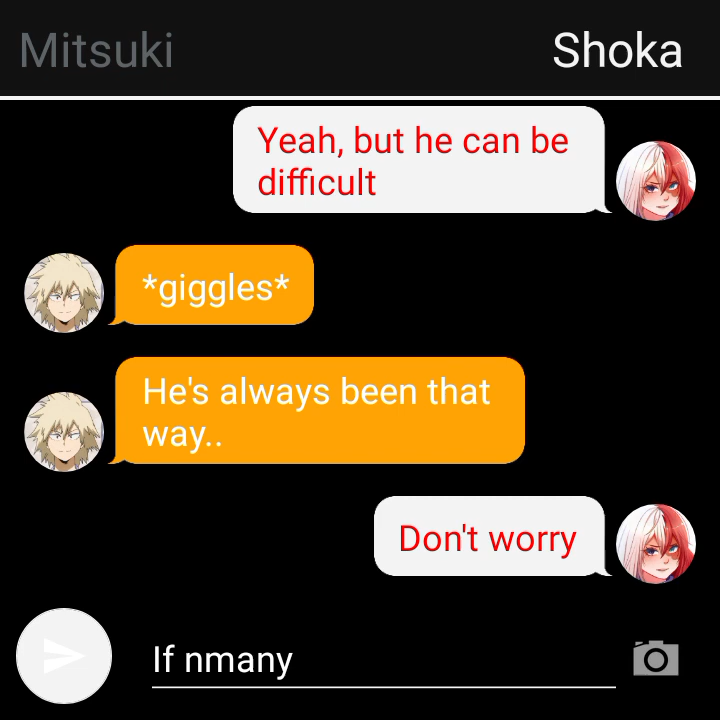 Mitsuki
Shoka
Yeah, but he can be
difficult
*giggles*
He's always been that
way..
Don't worry
If nmany